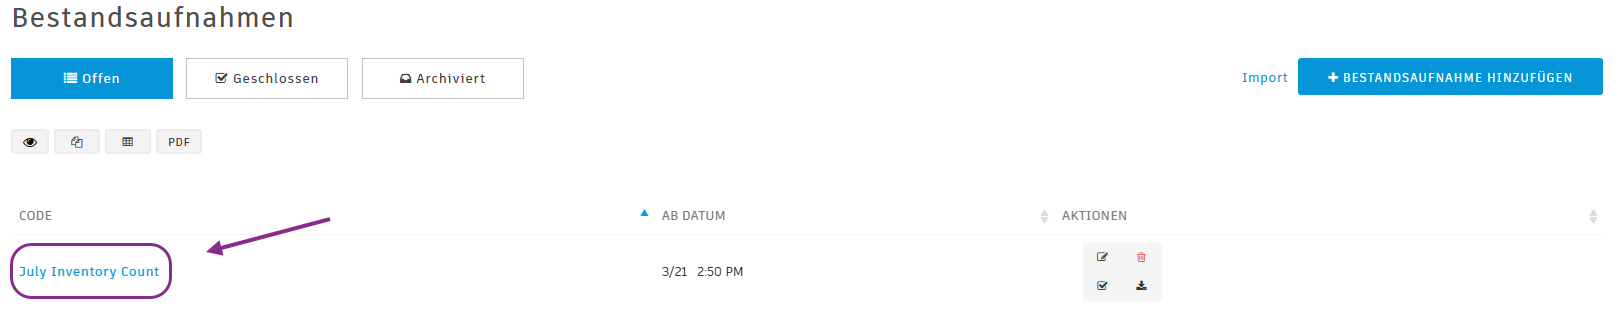 Bestandsaufnahmen
Offen Geschlossen Archiviert Import + BESTANDSAUFNAHME HINZUFÜGEN
PDF
CODE AB DATUM AKTIONEN
July Inventory Count 3/21 2:50 PM